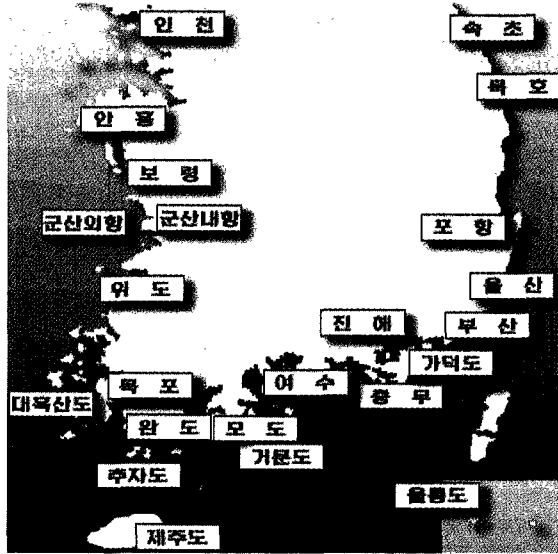 인 천
속 초
묵 호
안 흥
보 령
군산외항
군산내항
포 항
위 도
울 산
진 해
부 산
가덕도
목 포
여 수
충 무
대흑산도
완 도
모 도
거문도
추자도
울릉도
제주도